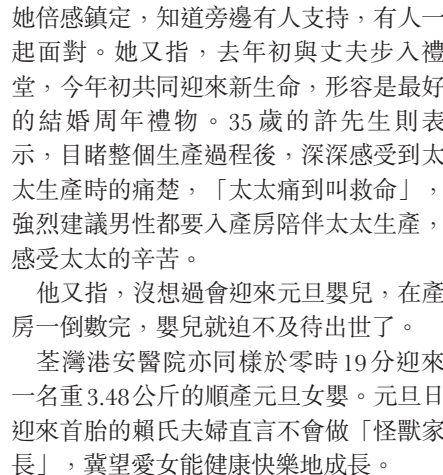 她倍感鎮定，知道旁邊有人支持，有人一
起面對。她又指，去年初與丈夫步入禮
堂，今年初共同迎來新生命，形容是最好
的結婚周年禮物。35 歲的許先生則表
示，目睹整個生產過程後，深深感受到太
太生產時的痛楚，「太太痛到叫救命」，
強烈建議男性都要入產房陪伴太太生產，
感受太太的辛苦。
他又指，沒想過會迎來元旦嬰兒，在產
房一倒數完，嬰兒就迫不及待出世了。
荃灣港安醫院亦同樣於零時 19 分迎來
一名重 3.48 公斤的順產元旦女嬰。元旦日
迎來首胎的賴氏夫婦直言不會做「怪獸家
長」，冀望愛女能健康快樂地成長。